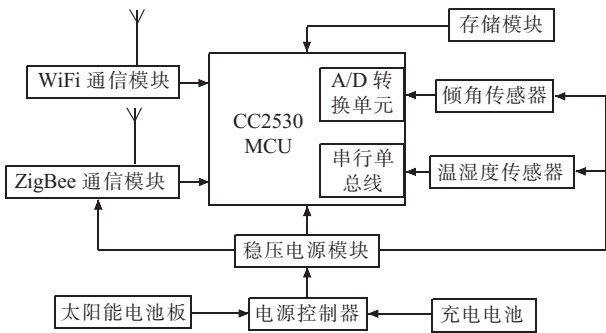 存储模块
WiFi 通信模块
A/D 转
换单元
倾角传感器
CC2530
MCU
串行单
总线
ZigBee 通信模块
温湿度传感器
稳压电源模块
太阳能电池板
电源控制器
充电电池